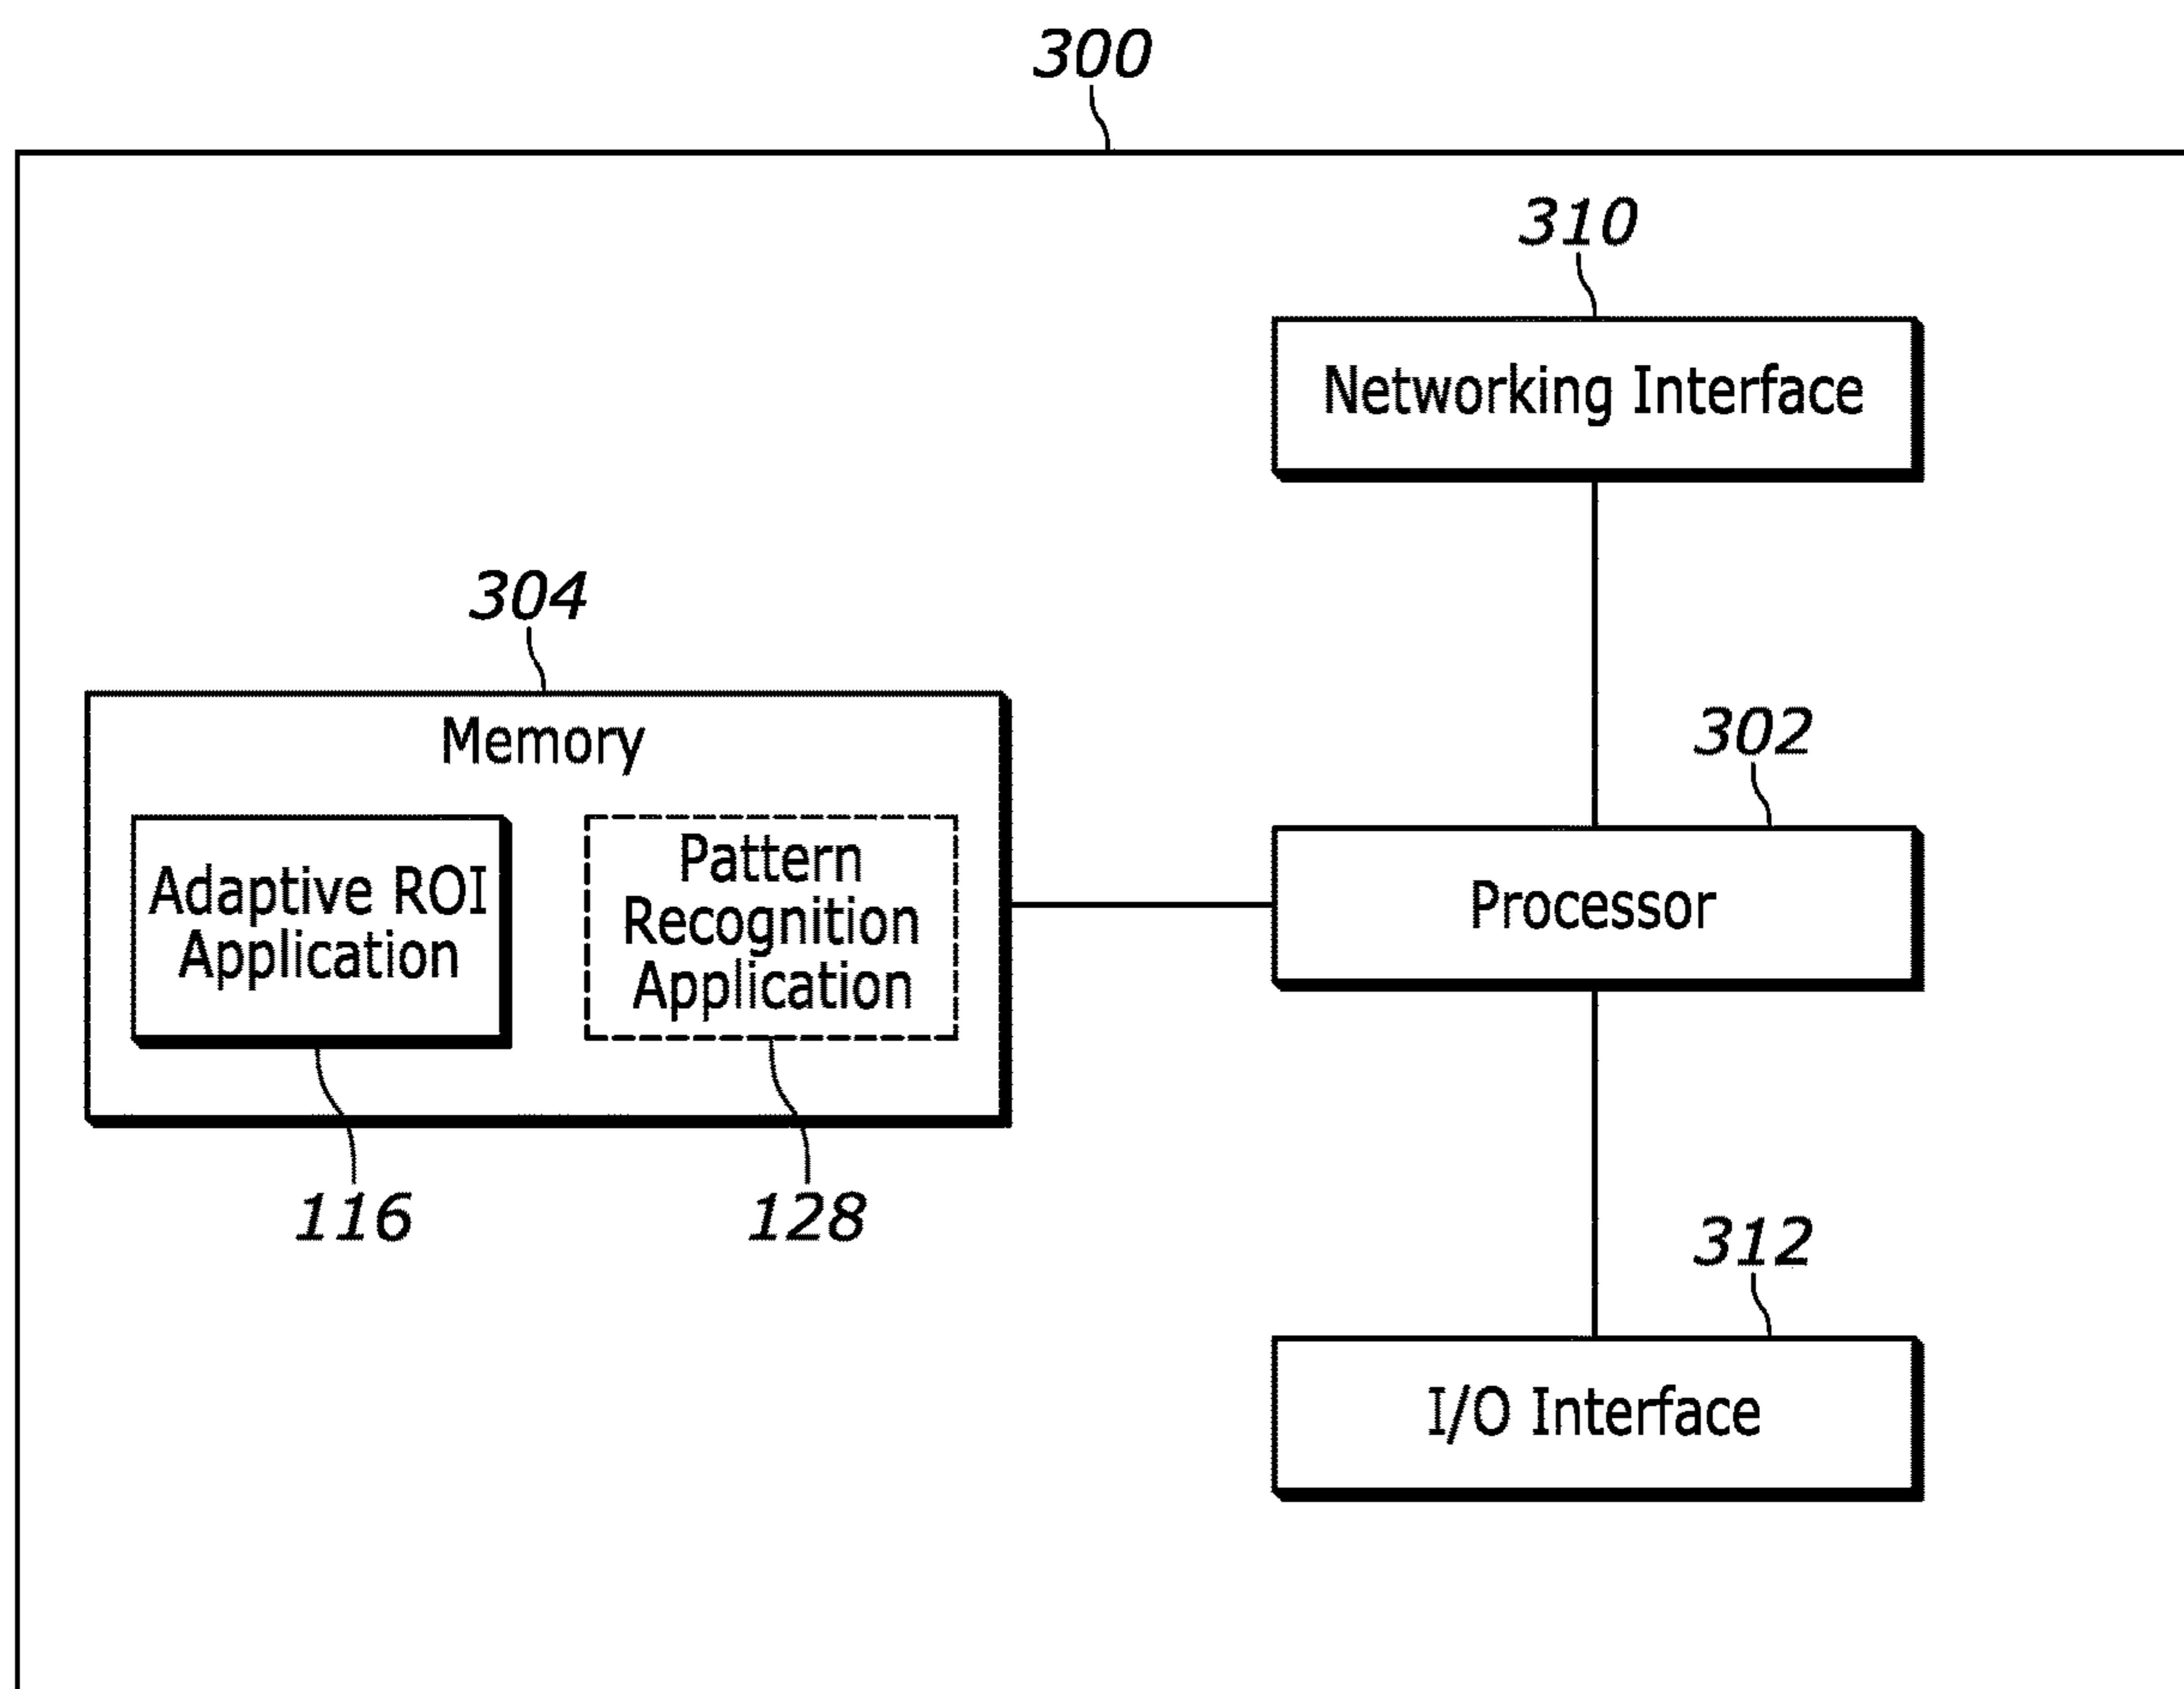 300
310
Networking Interface
304
Memory
302
Adaptive ROI
Application
Pattern
Recognition
Application
Processor
116
128
312
I/O Interface